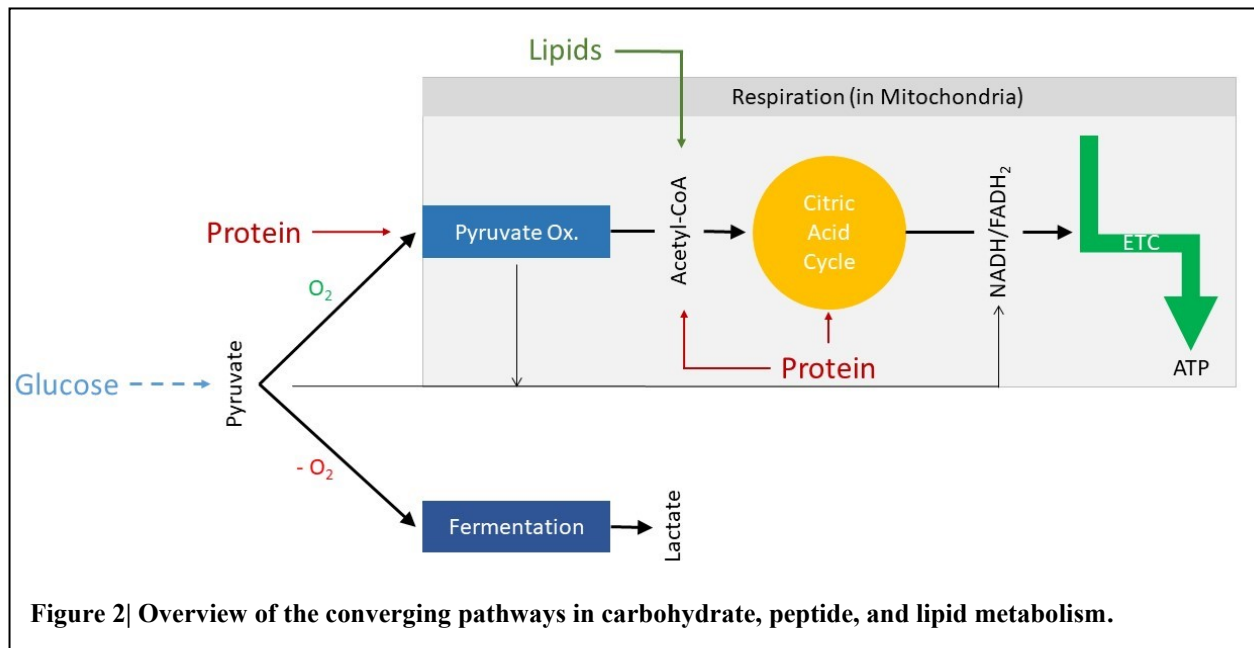 Lipids
Respiration (in Mitochondria)
Protein
Pyruvate Ox.
Acetyl-CoA
Citric
Acid
Cycle
NADH/FADH₂
ETC
O₂
Glucose
Pyruvate
Protein
ATP
- O₂
Fermentation
Lactate
Figure 2| Overview of the converging pathways in carbohydrate, peptide, and lipid metabolism.